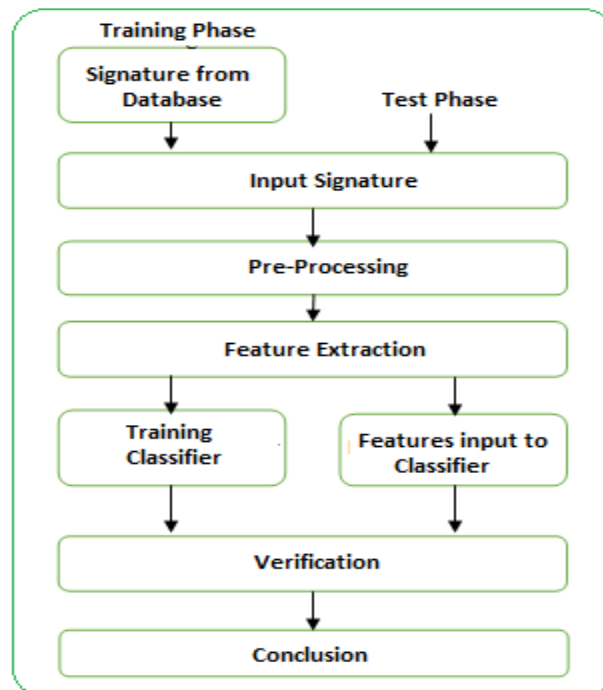 Training Phase
Signature from
Database
Test Phase
Input Signature
Pre-Processing
Feature Extraction
Training
Classifier
Features input to
Classifier
Verification
Conclusion